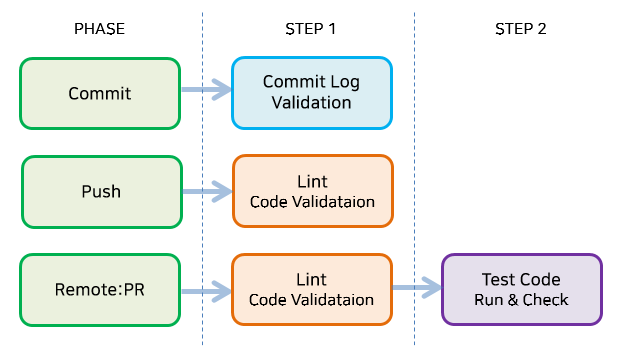 PHASE
STEP 1
STEP 2
Commit
Commit Log
Validation
Push
Lint
Code Validataion
Remote:PR
Lint
Code Validataion
Test Code
Run & Check